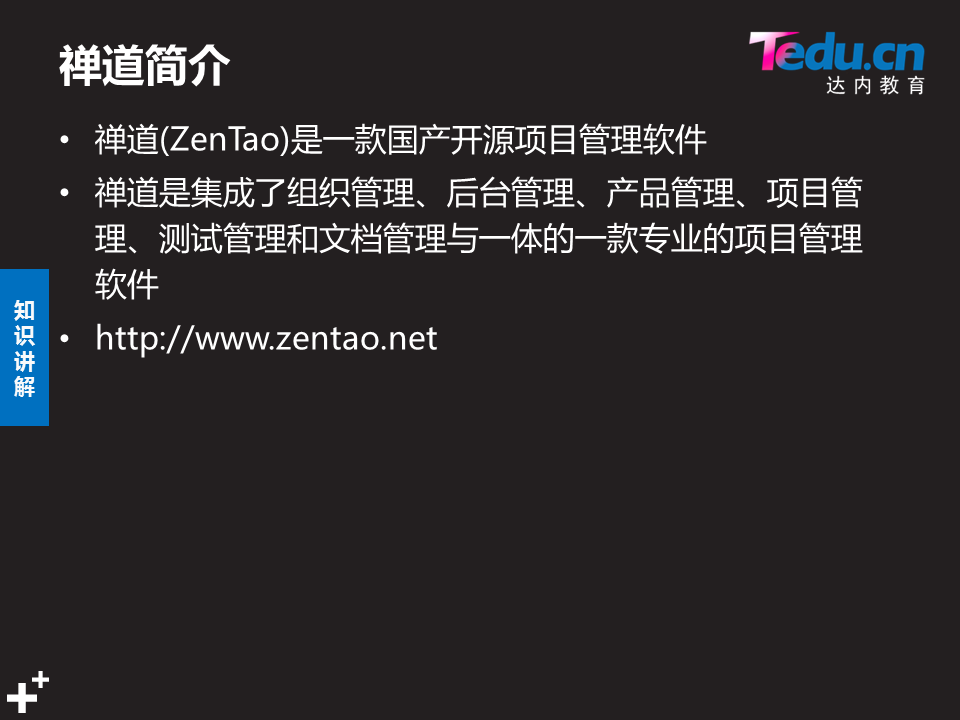 禅道简介
Tedu.cn
达内教育
• 禅道(ZenTao)是一款国产开源项目管理软件
• 禅道是集成了组织管理、后台管理、产品管理、项目管
理、测试管理和文档管理与一体的一款专业的项目管理
软件
• http://www.zentao.net
知
识
讲
解